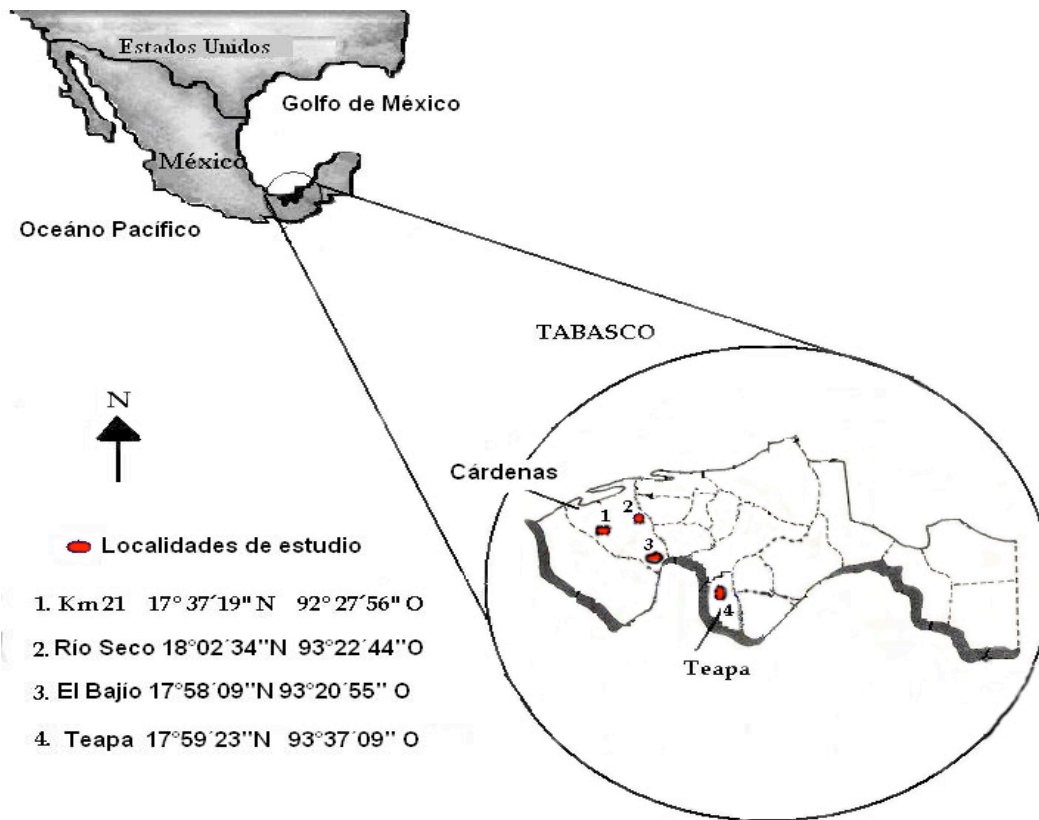 Estados Unidos
Golfo de México
México
Oceáno Pacífico
TABASCO
N
Cárdenas
1
2
3
4
Teapa
Localidades de estudio
1. Km 21 17°37´19" N 92°27´56" O
2. Río Seco 18°02´34"N 93°22´44"O
3. El Bajío 17°58´09"N 93°20´55" O
4. Teapa 17°59´23"N 93°37´09" O